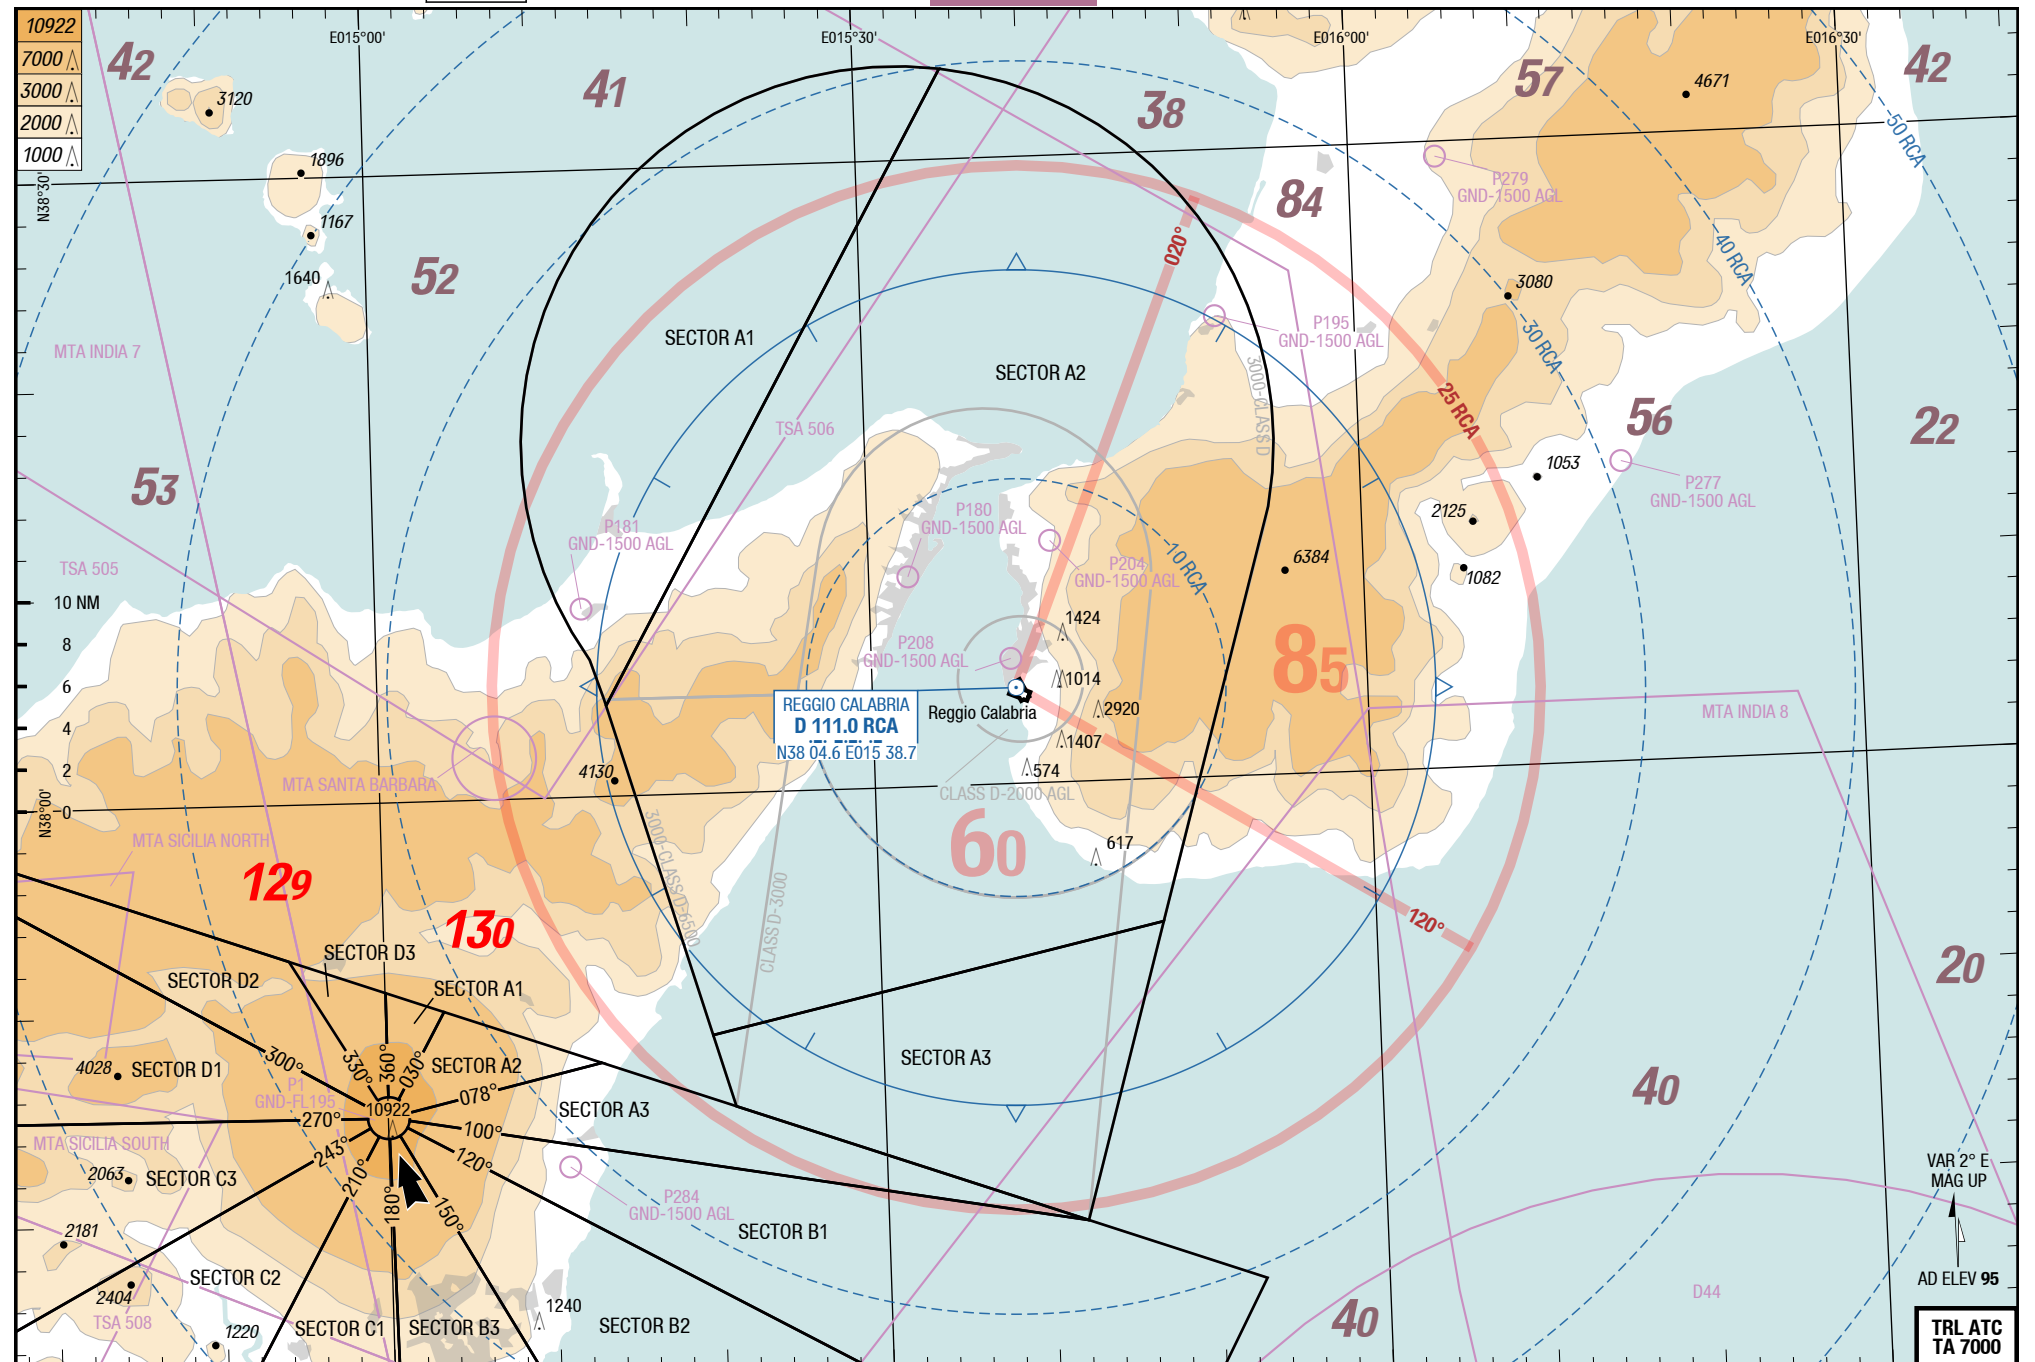 10922
7000
3000
2000
1000
E015°00'
E015°30'
E016°00'
E016°30'
42
41
38
57
42
3120
4671
1896
50 RCA
P279
GND-1500 AGL
84
N38°30'
1167
020°
40 RCA
52
1640
3080
P195
GND-1500 AGL
30 RCA
MTA INDIA 7
SECTOR A1
SECTOR A2
3000-CLASS D
25 RCA
56
22
TSA 506
53
1053
P277
GND-1500 AGL
P180
GND-1500 AGL
2125
P181
GND-1500 AGL
10 RCA
6384
P204
GND-1500 AGL
TSA 505
1082
10 NM
8
6
4
2
0
1424
P208
GND-1500 AGL
85
1014
REGGIO CALABRIA
D 111.0 RCA
N38 04.6 E015 38.7
Reggio Calabria
2920
MTA INDIA 8
1407
4130
574
MTA SANTA BARBARA
CLASS D-2000 AGL
N38°00'
MTA SICILIA NORTH
3000-CLASS D-6500
60
617
129
CLASS D-3000
130
120°
SECTOR D3
20
SECTOR D2
SECTOR A1
4028
SECTOR D1
300°
330°
360°
030°
SECTOR A2
SECTOR A3
078°
P1
GND-FL195
40
10922
SECTOR A3
270°
100°
MTA SICILIA SOUTH
243°
120°
2063
SECTOR C3
210°
180°
150°
VAR 2° E
MAG UP
P284
GND-1500 AGL
SECTOR B1
2181
SECTOR C2
AD ELEV 95
2404
D44
1240
TSA 508
1220
SECTOR C1
SECTOR B3
SECTOR B2
40
TRL ATC
TA 7000